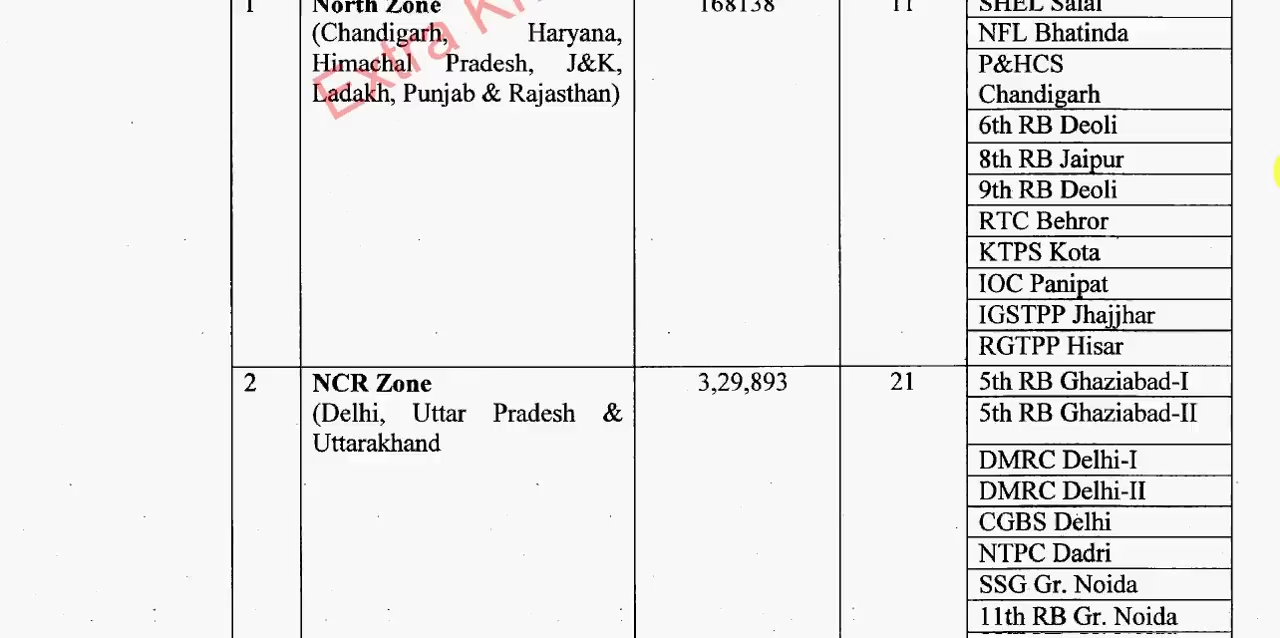 1
North Zone
(Chandigarh, Haryana,
Himachal Pradesh, J&K,
Ladakh, Punjab & Rajasthan)
168138
11
SHEL Salal
NFL Bhatinda
P&HCS
Chandigarh
6th RB Deoli
8th RB Jaipur
9th RB Deoli
RTC Behror
KTPS Kota
IOC Panipat
IGSTPP Jhajjhar
RGTPP Hisar
Extra
2
NCR Zone
(Delhi, Uttar Pradesh &
Uttarakhand
3,29,893
21
5th RB Ghaziabad-I
5th RB Ghaziabad-II
DMRC Delhi-I
DMRC Delhi-II
CGBS Delhi
NTPC Dadri
SSG Gr. Noida
11th RB Gr. Noida